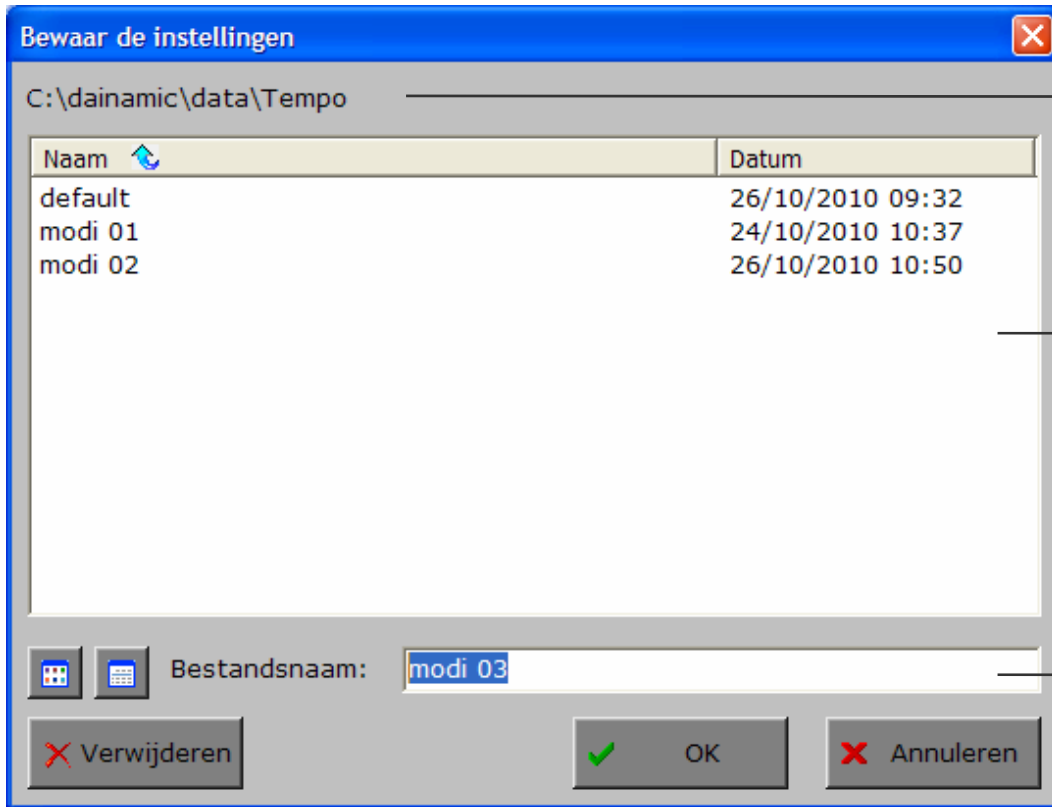 Bewaar de instellingen
C:\dainamic\data\Tempo
Naam Datum
default 26/10/2010 09:32
modi 01 24/10/2010 10:37
modi 02 26/10/2010 10:50
Bestandsnaam: modi 03
Verwijderen OK Annuleren